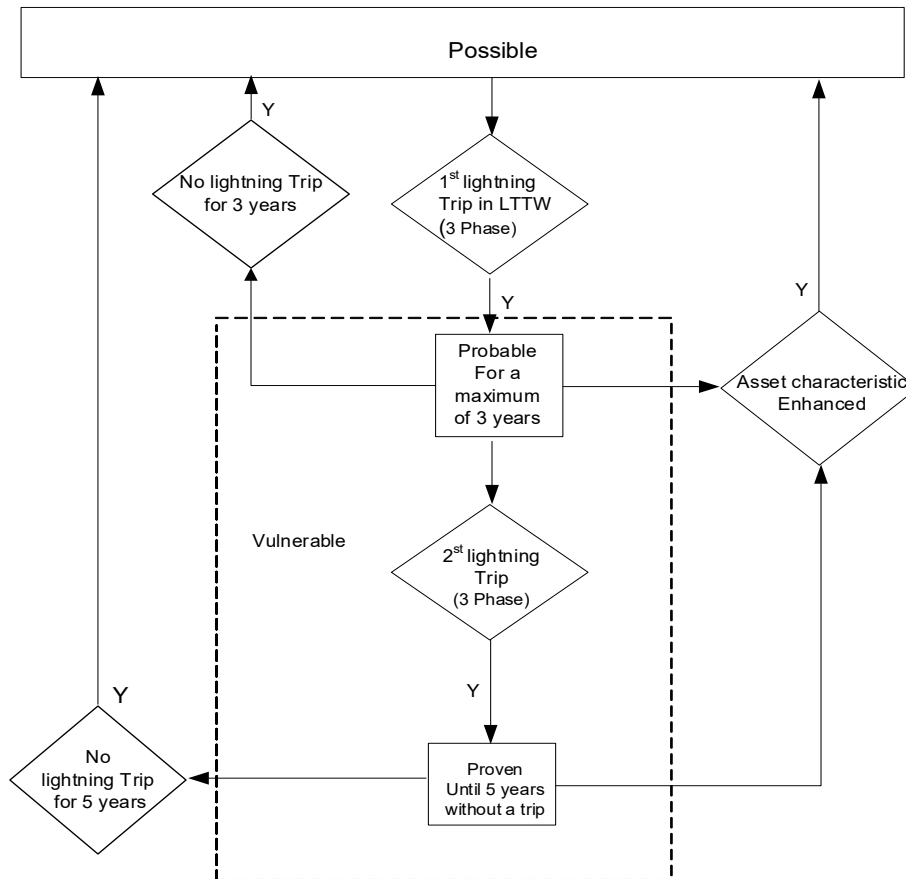 Possible
Y
No lightning Trip
for 3 years
1st lightning
Trip in LTTW
(3 Phase)
Y
Y
Probable
For a
maximum
of 3 years
Asset characteristic
Enhanced
Vulnerable
2st lightning
Trip
(3 Phase)
Y
Y
No
lightning Trip
for 5 years
Proven
Until 5 years
without a trip